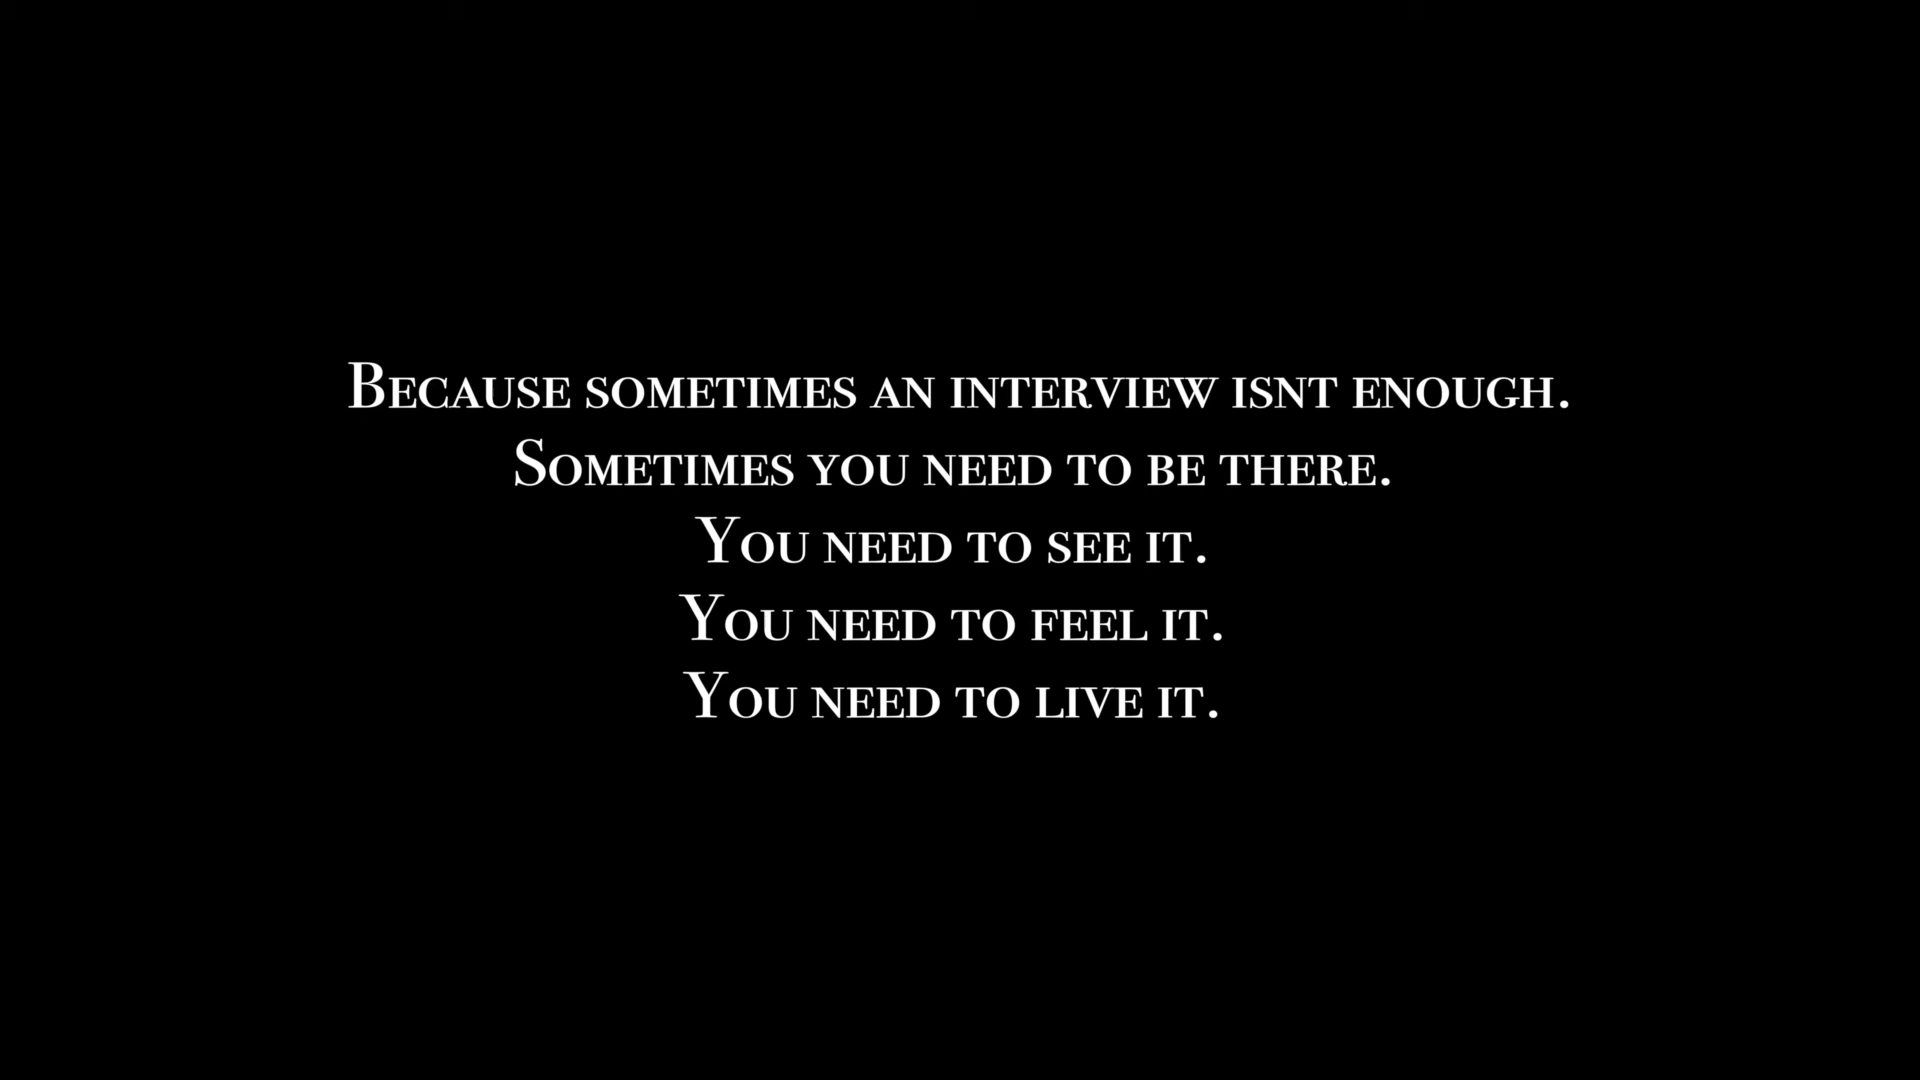 Because sometimes an interview isnt enough.
Sometimes you need to be there.
You need to see it.
You need to feel it.
You need to live it.